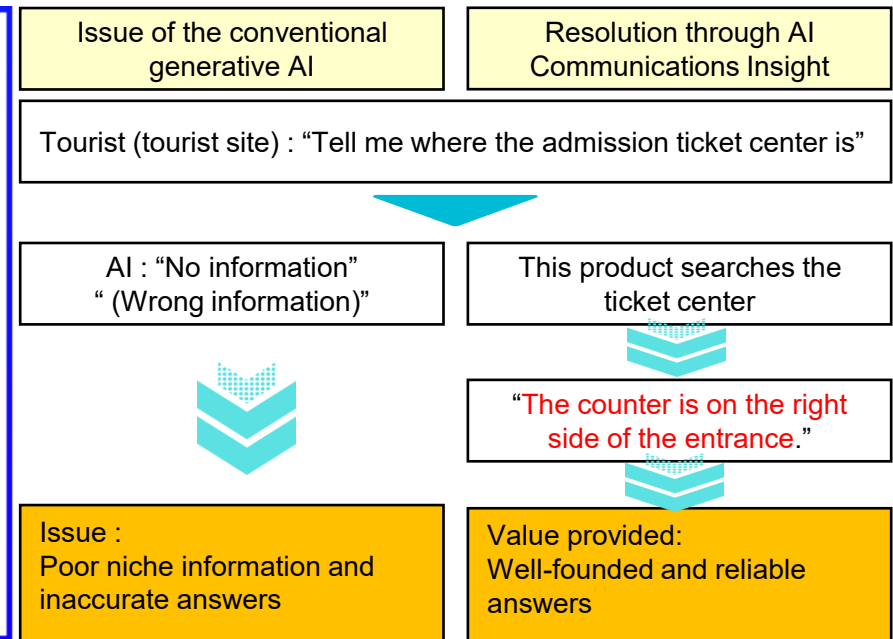 Issue of the conventional
generative AI
Resolution through AI
Communications Insight
Tourist (tourist site) : “Tell me where the admission ticket center is”
AI : “No information”
“ (Wrong information)”
This product searches the
ticket center
“The counter is on the right
side of the entrance.”
Issue :
Poor niche information and
inaccurate answers
Value provided:
Well-founded and reliable
answers